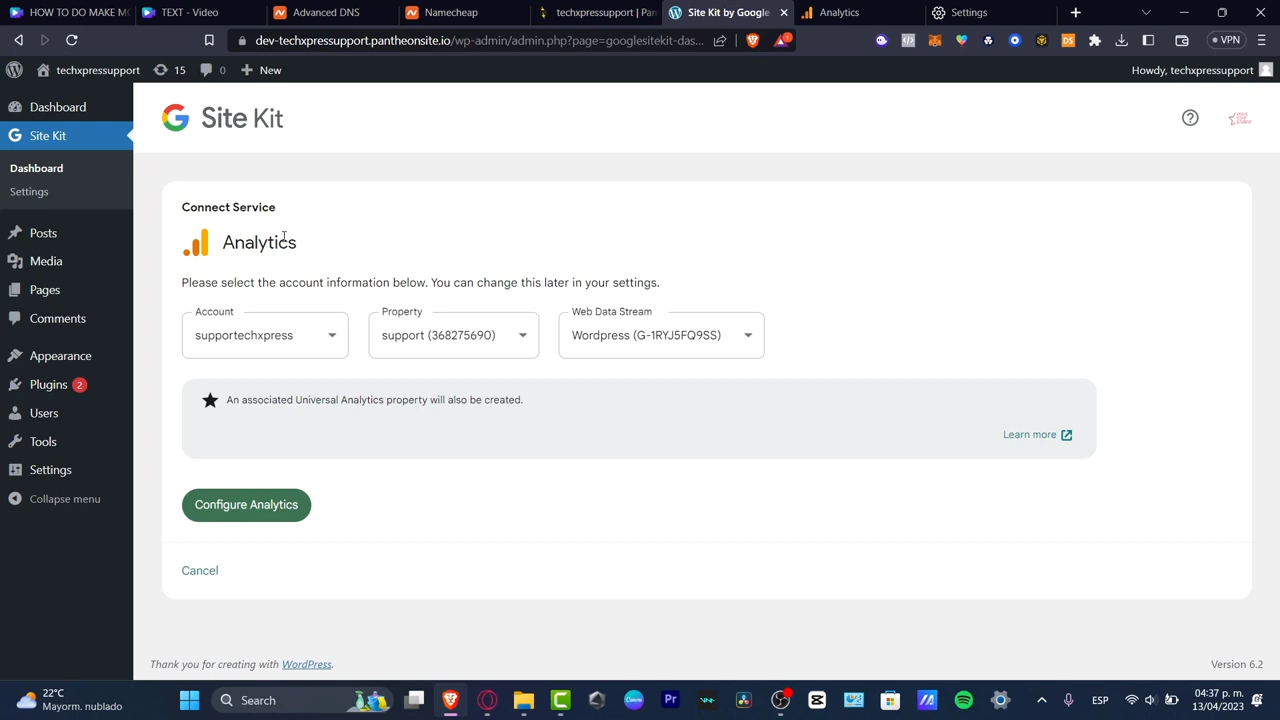 HOW TO DO MAKE M
TEXT - Video
Advanced DNS
Namecheap
techxpressupport | Pan
Site Kit by Google
Analytics
Settings
dev-techxpressupport.pantheonsite.io/wp-admin/admin.php?page=googlesitekit-das...
1
DS
VPN
techxpressupport
15
0
New
Howdy, techxpressupport
Dashboard
Site Kit
Dashboard
Settings
Posts
Media
Pages
Comments
Appearance
Plugins 2
Users
Tools
Settings
Collapse menu
Site Kit
Connect Service
Analytics
Please select the account information below. You can change this later in your settings.
Account
supportechxpress
Property
support (368275690)
Web Data Stream
Wordpress (G-1RYJ5FQ9SS)
An associated Universal Analytics property will also be created.
Learn more
Configure Analytics
Cancel
Thank you for creating with WordPress.
Version 6.2
22°C
Mayorm. nublado
Search
Pr
ESP
04:37 p. m.
13/04/2023